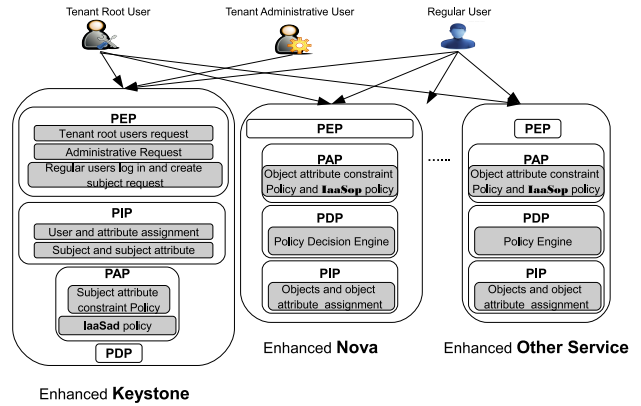 Tenant Root User
Tenant Administrative User
Regular User
PEP
Tenant root users request
Administrative Request
Regular users log in and create
subject request
PIP
User and attribute assignment
Subject and subject attribute
PAP
Subject attribute
constraint Policy
IaaSad policy
PDP
Enhanced Keystone
PEP
PAP
Object attribute constraint
Policy and IaaSop policy
PDP
Policy Decision Engine
PIP
Objects and object
attribute assignment
Enhanced Nova
......
PEP
PAP
Object attribute constraint
Policy and IaaSop policy
PDP
Policy Engine
PIP
Objects and object
attribute assignment
Enhanced Other Service